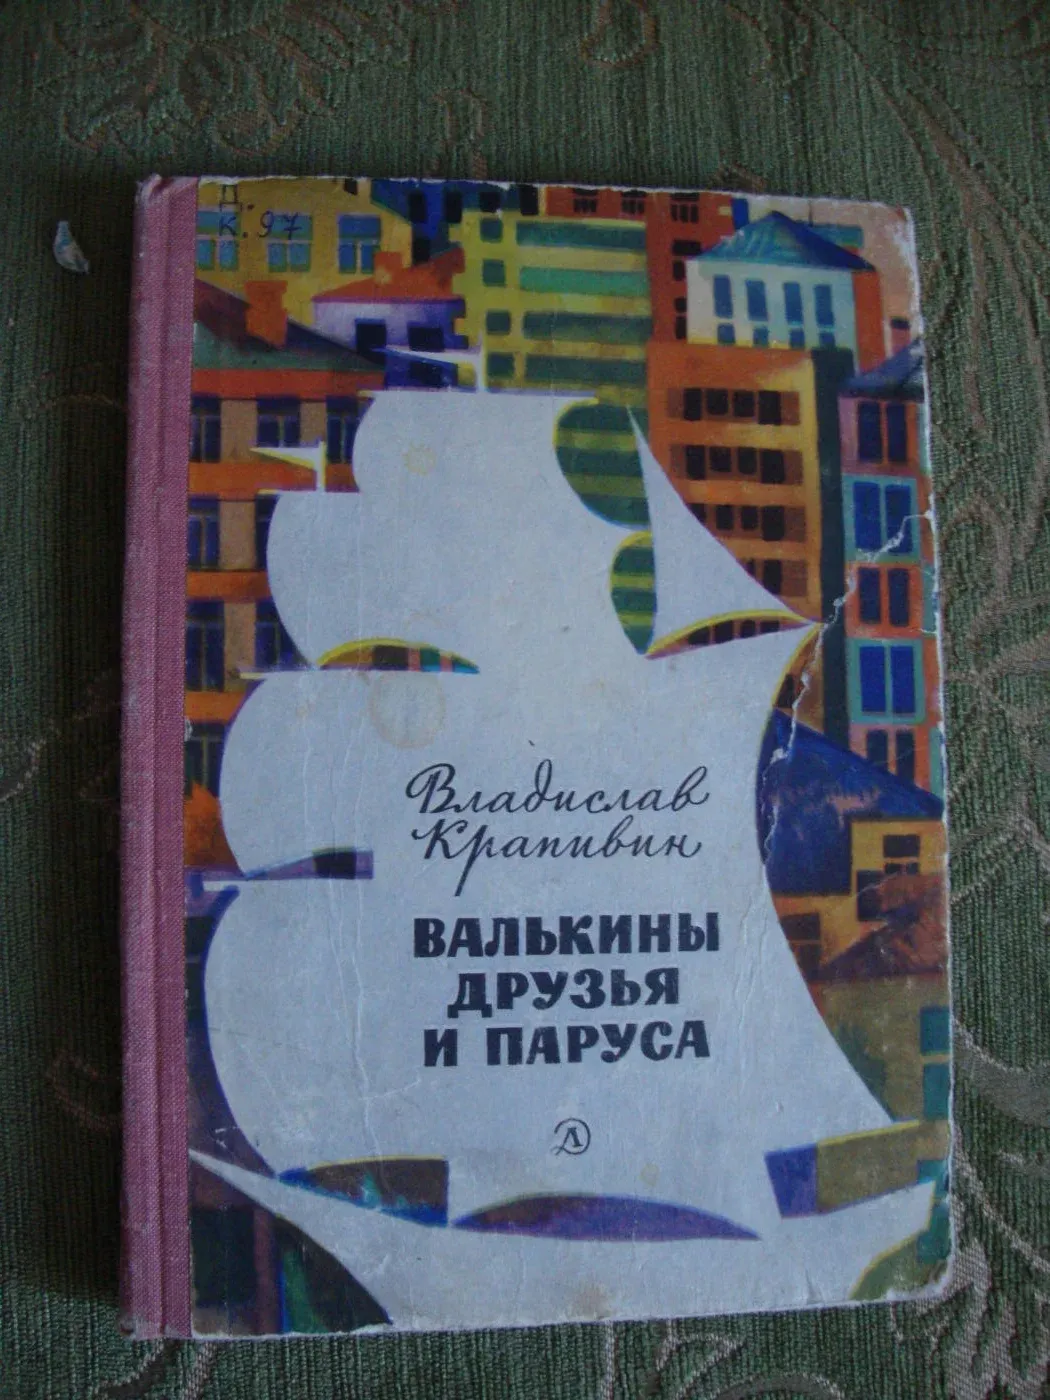 Д.
К. 97
Владислав
Крапивин
ВАЛЬКИНЫ
ДРУЗЬЯ
И ПАРУСА
Д